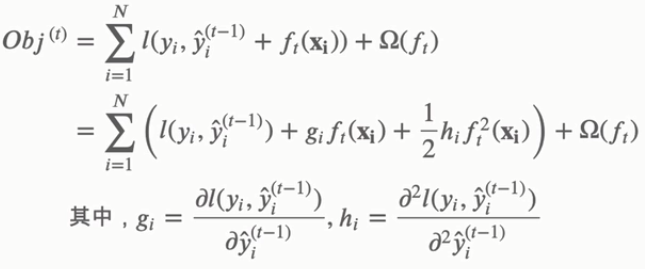 $Obj^{(t)} = \sum_{i=1}^{N} l(y_i, \hat{y}_i^{(t-1)} + f_t(\mathbf{x_i})) + \Omega(f_t)$
$= \sum_{i=1}^{N} \left( l(y_i, \hat{y}_i^{(t-1)}) + g_i f_t(\mathbf{x_i}) + \frac{1}{2} h_i f_t^2(\mathbf{x_i}) \right) + \Omega(f_t)$
其中，$g_i = \frac{\partial l(y_i, \hat{y}_i^{(t-1)})}{\partial \hat{y}_i^{(t-1)}}, h_i = \frac{\partial^2 l(y_i, \hat{y}_i^{(t-1)})}{\partial^2 \hat{y}_i^{(t-1)}}$